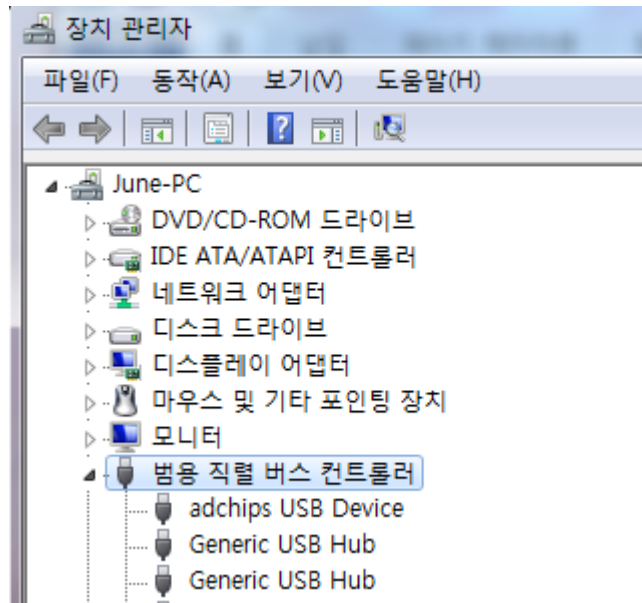 장치 관리자
파일(F) 동작(A) 보기(V) 도움말(H)
June-PC
DVD/CD-ROM 드라이브
IDE ATA/ATAPI 컨트롤러
네트워크 어댑터
디스크 드라이브
디스플레이 어댑터
마우스 및 기타 포인팅 장치
모니터
범용 직렬 버스 컨트롤러
adchips USB Device
Generic USB Hub
Generic USB Hub